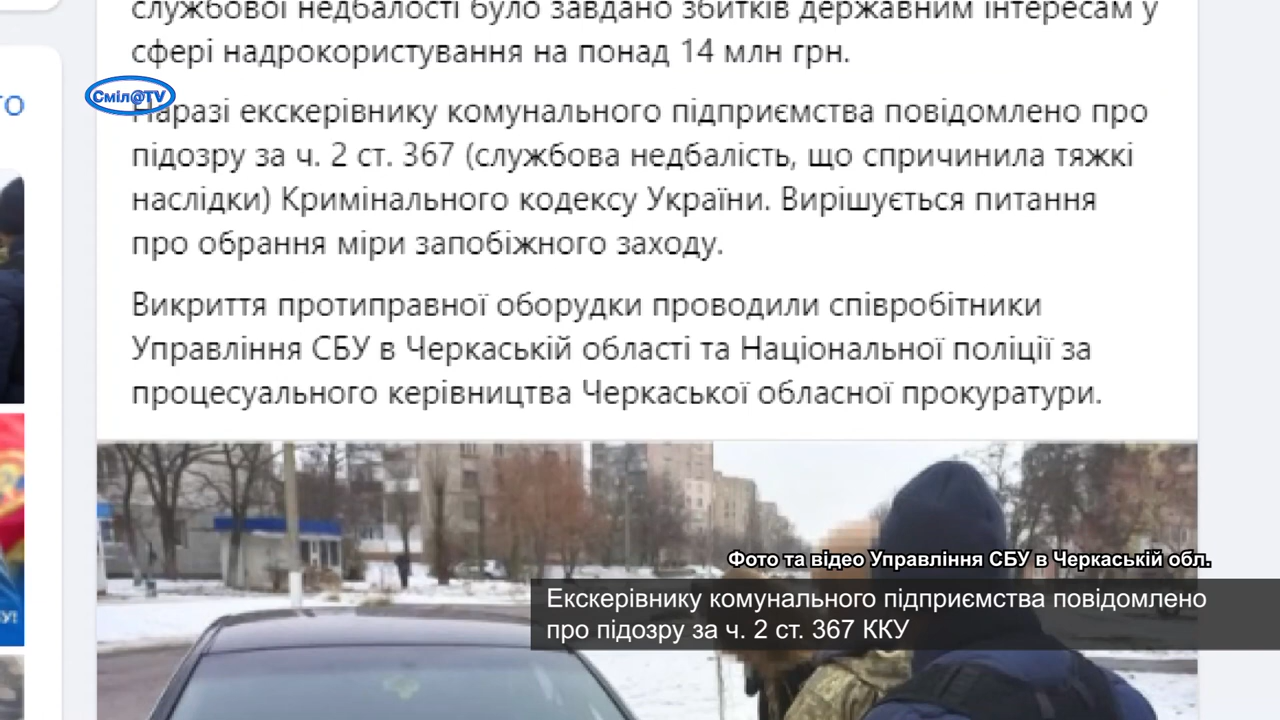 службової недбалості було завдано збитків державним інтересам у
сфері надрокористування на понад 14 млн грн.
Сміл@TV
Наразі екскерівнику комунального підприємства повідомлено про
підозру за ч. 2 ст. 367 (службова недбалість, що спричинила тяжкі
наслідки) Кримінального кодексу України. Вирішується питання
про обрання міри запобіжного заходу.
Викриття протиправної оборудки проводили співробітники
Управління СБУ в Черкаській області та Національної поліції за
процесуального керівництва Черкаської обласної прокуратури.
Фото та відео Управління СБУ в Черкаській обл.
Екскерівнику комунального підприємства повідомлено
про підозру за ч. 2 ст. 367 ККУ